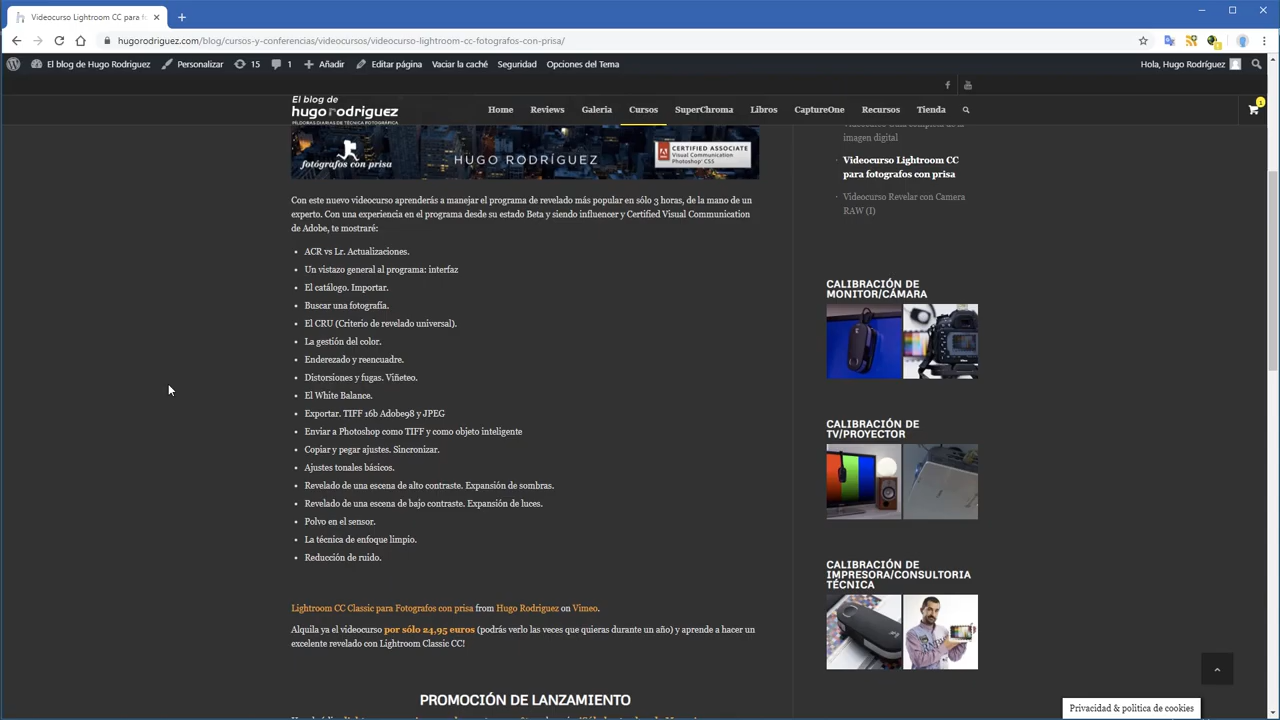 Videocurso Lightroom CC para f
hugorodriguez.com/blog/cursos-y-conferencias/videocursos/videocurso-lightroom-cc-fotografos-con-prisa/
El blog de Hugo Rodriguez Personalizar 15 1 Añadir Editar página Vaciar la caché Seguridad Opciones del Tema Hola, Hugo Rodríguez
El blog de
hugorodriguez
PÍLDORAS DIARIAS DE TÉCNICA FOTOGRÁFICA
Home Reviews Galeria Cursos SuperChroma Libros CaptureOne Recursos Tienda 1
fotógrafos con prisa
HUGO RODRÍGUEZ
CERTIFIED ASSOCIATE
Visual Communication
Photoshop® CS5
imagen digital
Videocurso Lightroom CC
para fotografos con prisa
Videocurso Revelar con Camera
RAW (I)
Con este nuevo videocurso aprenderás a manejar el programa de revelado más popular en sólo 3 horas, de la mano de un
experto. Con una experiencia en el programa desde su estado Beta y siendo influencer y Certified Visual Communication
de Adobe, te mostraré:
ACR vs Lr. Actualizaciones.
Un vistazo general al programa: interfaz
El catálogo. Importar.
Buscar una fotografía.
El CRU (Criterio de revelado universal).
La gestión del color.
Enderezado y reencuadre.
Distorsiones y fugas. Viñeteo.
El White Balance.
Exportar. TIFF 16b Adobe98 y JPEG
Enviar a Photoshop como TIFF y como objeto inteligente
Copiar y pegar ajustes. Sincronizar.
Ajustes tonales básicos.
Revelado de una escena de alto contraste. Expansión de sombras.
Revelado de una escena de bajo contraste. Expansión de luces.
Polvo en el sensor.
La técnica de enfoque limpio.
Reducción de ruido.
Lightroom CC Classic para Fotografos con prisa from Hugo Rodriguez on Vimeo.
Alquila ya el videocurso por sólo 24,95 euros (podrás verlo las veces que quieras durante un año) y aprende a hacer un
excelente revelado con Lightroom Classic CC!
PROMOCIÓN DE LANZAMIENTO
CALIBRACIÓN DE
MONITOR/CÁMARA
CALIBRACIÓN DE
TV/PROYECTOR
CALIBRACIÓN DE
IMPRESORA/CONSULTORIA
TÉCNICA
Privacidad & politica de cookies